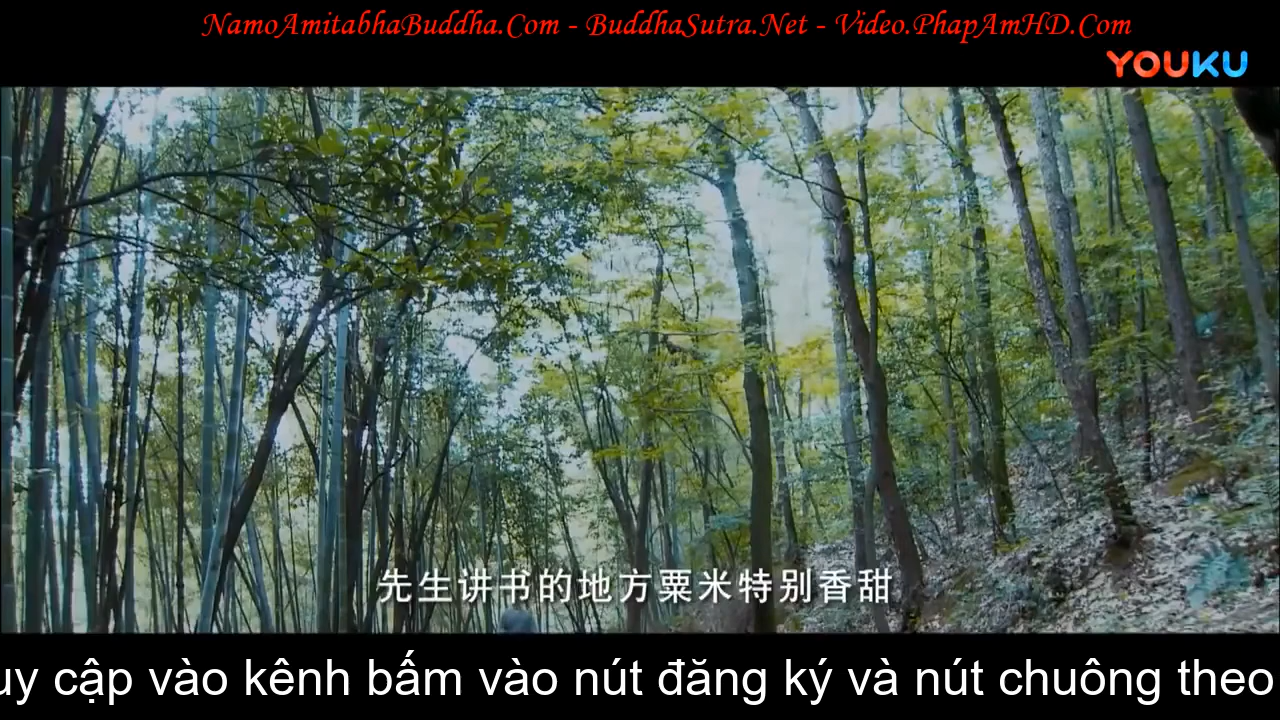 NamoAmitabhaBuddha.Com - BuddhaSutra.Net - Video.PhapAmHD.Com
YOUKU
先生讲书的地方粟米特别香甜
uy cập vào kênh bấm vào nút đăng ký và nút chuông theo